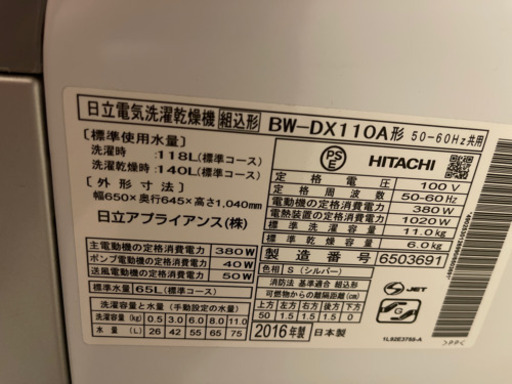 日立電気洗濯乾燥機 組込形 BW-DX110A形 50-60Hz共用
[標準使用水量]
洗濯時:118L(標準コース)
乾燥時:140L(標準コース)
[外形寸法]
幅650×奥行645×高さ1,040mm
日立アプライアンス(株)
主電動機の定格消費電力 380W
ポンプ電動機の定格消費電力 40W
送風電動機の定格消費電力 50W
標準水量 65L(標準コース)
洗濯容量と水量(手動設定の水量)
容量(kg) 0.5 3.0 6.0 8.0 11.0
水量(L) 26 42 55 65 75
PSE
HITACHI
定格電圧 100V
定格周波数 50-60Hz
電動機の定格消費電力 380W
電熱装置の定格消費電力 1020W
標準洗濯容量 11.0kg
標準乾燥容量 6.0kg
製造番号 6503691
色相 S(シルバー)
消防法 基準適合 組込形
可燃物からの離隔距離(cm)
上方 左方 右方 前方 後方 下方
50 1.5 1.5 50 1.5 0
2016年製 日本製
JET
1L92E3788-A
>PP<